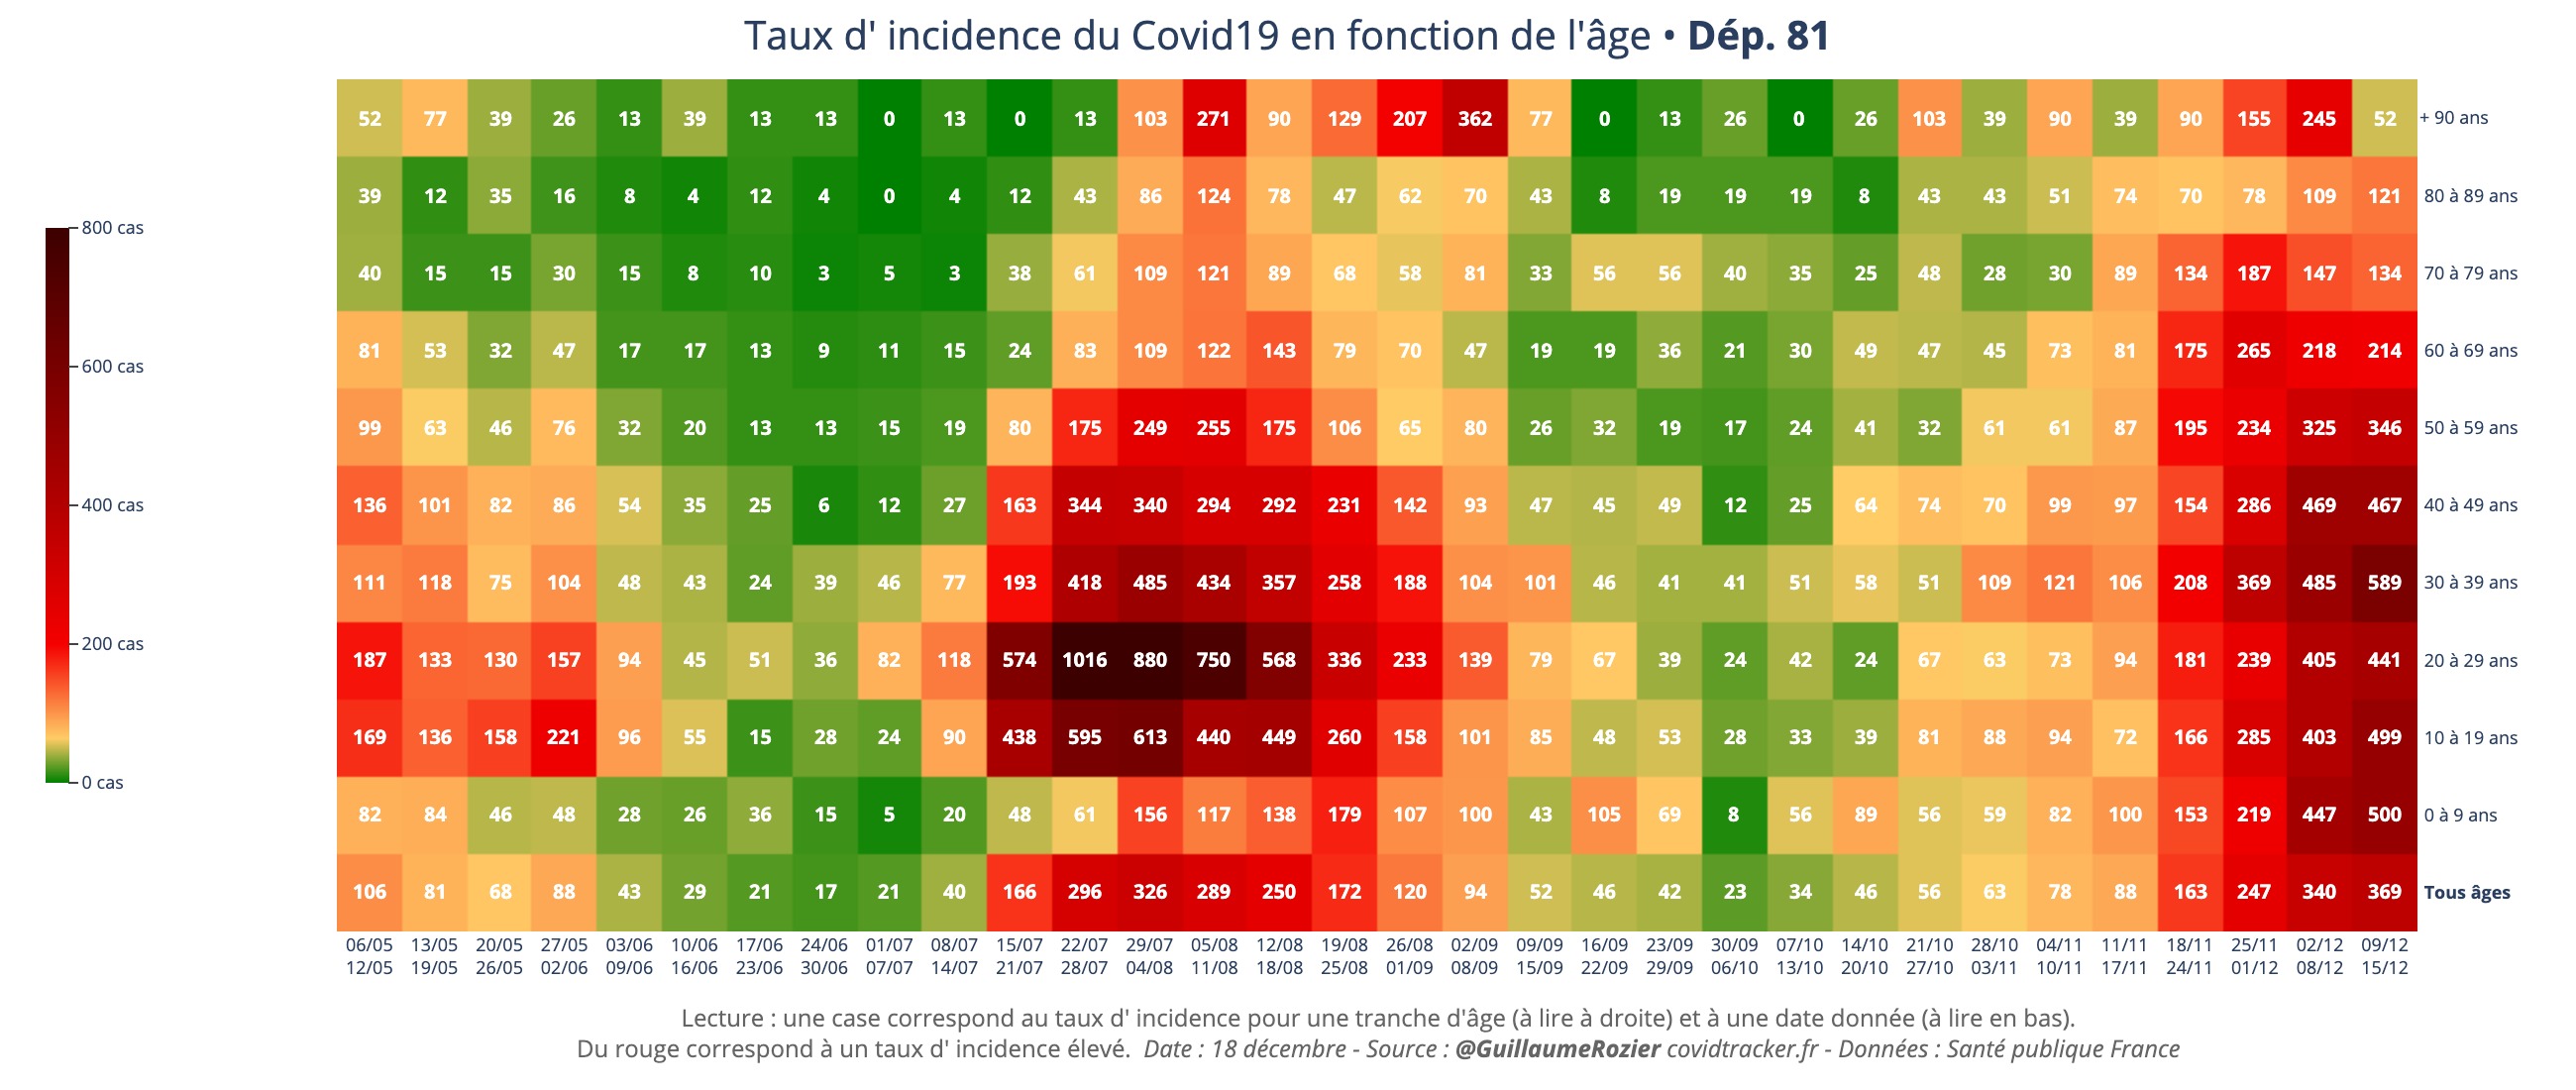 Taux d' incidence du Covid19 en fonction de l'âge • Dép. 81
52 77 39 26 13 39 13 13 0 13 0 13 103 271 90 129 207 362 77 0 13 26 0 26 103 39 90 39 90 155 245 52 + 90 ans
39 12 35 16 8 4 12 4 0 4 12 43 86 124 78 47 62 70 43 8 19 19 19 8 43 43 51 74 70 78 109 121 80 à 89 ans
800 cas
40 15 15 30 15 8 10 3 5 3 38 61 109 121 89 68 58 81 33 56 56 40 35 25 48 28 30 89 134 187 147 134 70 à 79 ans
81 53 32 47 17 17 13 9 11 15 24 83 109 122 143 79 70 47 19 19 36 21 30 49 47 45 73 81 175 265 218 214 60 à 69 ans
600 cas
99 63 46 76 32 20 13 13 15 19 80 175 249 255 175 106 65 80 26 32 19 17 24 41 32 61 61 87 195 234 325 346 50 à 59 ans
400 cas
136 101 82 86 54 35 25 6 12 27 163 344 340 294 292 231 142 93 47 45 49 12 25 64 74 70 99 97 154 286 469 467 40 à 49 ans
111 118 75 104 48 43 24 39 46 77 193 418 485 434 357 258 188 104 101 46 41 41 51 58 51 109 121 106 208 369 485 589 30 à 39 ans
200 cas
187 133 130 157 94 45 51 36 82 118 574 1016 880 750 568 336 233 139 79 67 39 24 42 24 67 63 73 94 181 239 405 441 20 à 29 ans
169 136 158 221 96 55 15 28 24 90 438 595 613 440 449 260 158 101 85 48 53 28 33 39 81 88 94 72 166 285 403 499 10 à 19 ans
0 cas
82 84 46 48 28 26 36 15 5 20 48 61 156 117 138 179 107 100 43 105 69 8 56 89 56 59 82 100 153 219 447 500 0 à 9 ans
106 81 68 88 43 29 21 17 21 40 166 296 326 289 250 172 120 94 52 46 42 23 34 46 56 63 78 88 163 247 340 369 Tous âges
06/05 13/05 20/05 27/05 03/06 10/06 17/06 24/06 01/07 08/07 15/07 22/07 29/07 05/08 12/08 19/08 26/08 02/09 09/09 16/09 23/09 30/09 07/10 14/10 21/10 28/10 04/11 11/11 18/11 25/11 02/12 09/12
12/05 19/05 26/05 02/06 09/06 16/06 23/06 30/06 07/07 14/07 21/07 28/07 04/08 11/08 18/08 25/08 01/09 08/09 15/09 22/09 29/09 06/10 13/10 20/10 27/10 03/11 10/11 17/11 24/11 01/12 08/12 15/12
Lecture : une case correspond au taux d' incidence pour une tranche d'âge (à lire à droite) et à une date donnée (à lire en bas).
Du rouge correspond à un taux d' incidence élevé. Date : 18 décembre - Source : @GuillaumeRozier covidtracker.fr - Données : Santé publique France